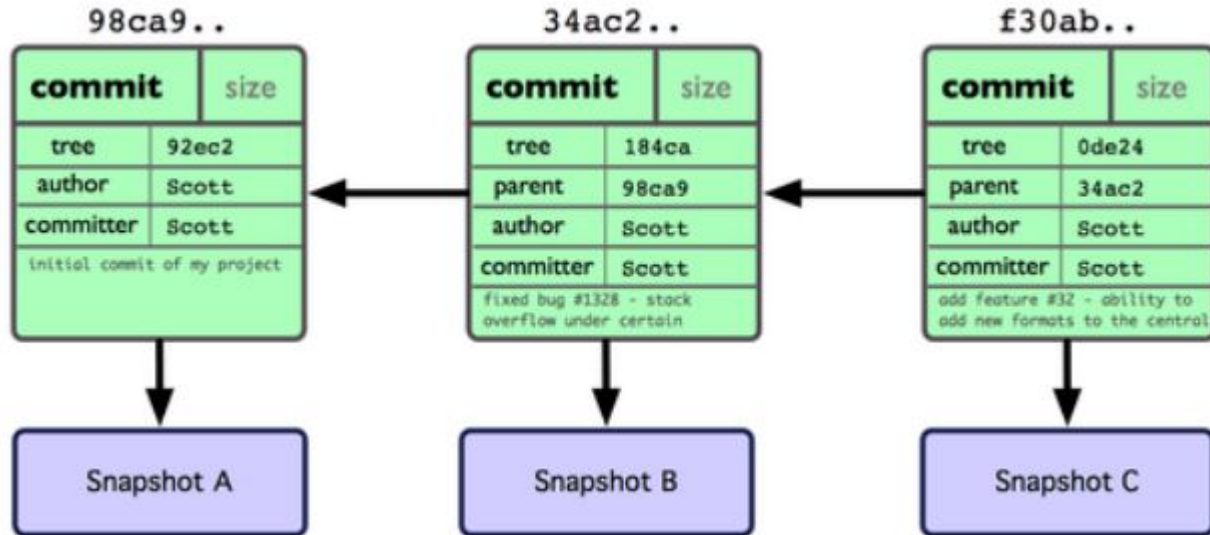 98ca9..
commit size
tree 92ec2
author Scott
committer Scott
initial commit of my project
Snapshot A
34ac2..
commit size
tree 184ca
parent 98ca9
author Scott
committer Scott
fixed bug #1328 - stack
overflow under certain
Snapshot B
f30ab..
commit size
tree 0de24
parent 34ac2
author Scott
committer Scott
add feature #32 - ability to
add new formats to the central
Snapshot C